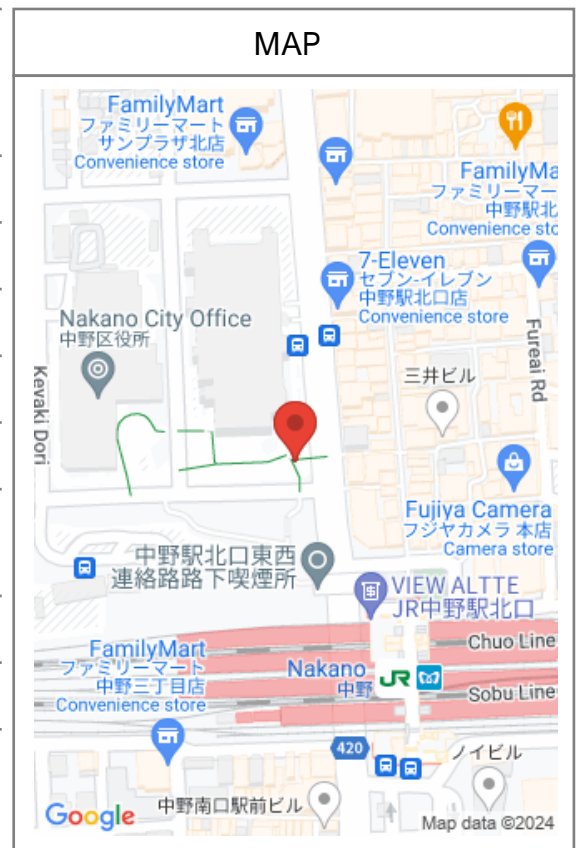 MAP
FamilyMart
ファミリーマート
サンプラザ北店
Convenience store
FamilyMa
ファミリーマー
中野駅北
Convenience sto
7-Eleven
セブン-イレブン
中野駅北口店
Convenience store
Nakano City Office
中野区役所
Fureai Rd
Kevaki Dori
三井ビル
Fujiya Camera
フジヤカメラ 本店
Camera store
中野駅北口東西
連絡路路下喫煙所
VIEW ALTTE
JR中野駅北口
Chuo Line
FamilyMart
ファミリーマート
中野三丁目店
Convenience store
Nakano
中野
JR
Sobu Line
420
ノイビル
中野南口駅前ビル
Google
Map data ©2024